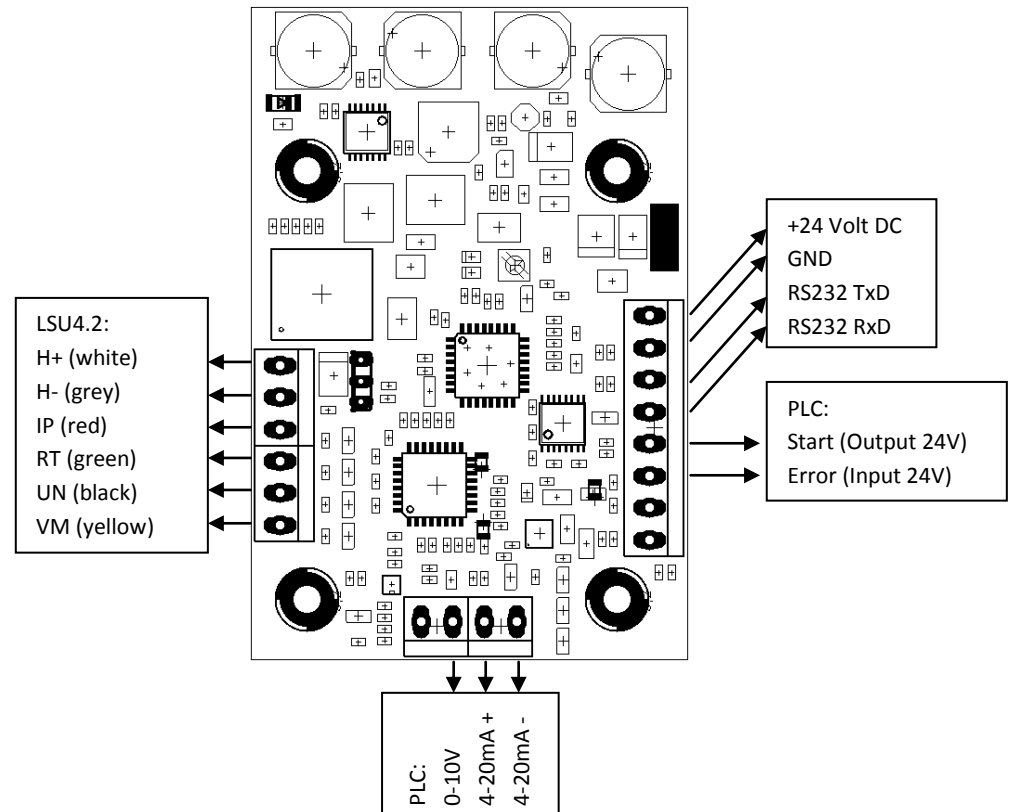 LSU4.2:
H+ (white)
H- (grey)
IP (red)
RT (green)
UN (black)
VM (yellow)
+24 Volt DC
GND
RS232 TxD
RS232 RxD
PLC:
Start (Output 24V)
Error (Input 24V)
PLC:
0-10V
4-20mA +
4-20mA -